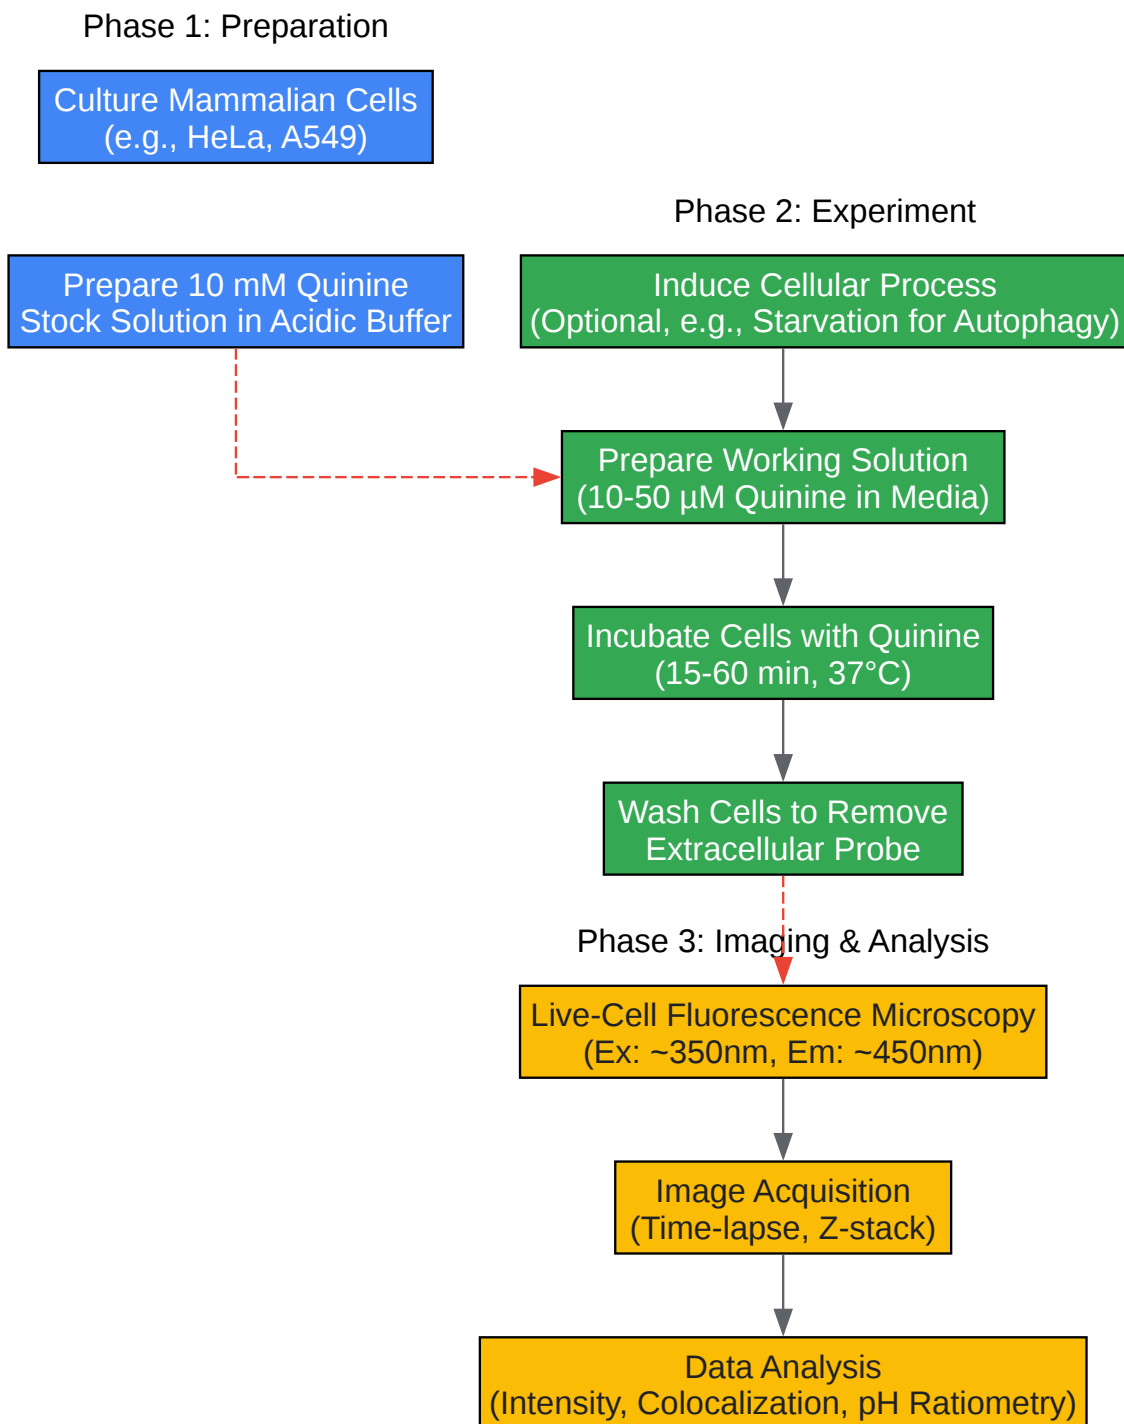 Phase 1: Preparation
Culture Mammalian Cells
(e.g., HeLa, A549)
Phase 2: Experiment
Prepare 10 mM Quinine
Stock Solution in Acidic Buffer
Induce Cellular Process
(Optional, e.g., Starvation for Autophagy)
Prepare Working Solution
(10-50 µM Quinine in Media)
Incubate Cells with Quinine
(15-60 min, 37°C)
Wash Cells to Remove
Extracellular Probe
Phase 3: Imaging & Analysis
Live-Cell Fluorescence Microscopy
(Ex: ~350nm, Em: ~450nm)
Image Acquisition
(Time-lapse, Z-stack)
Data Analysis
(Intensity, Colocalization, pH Ratiometry)